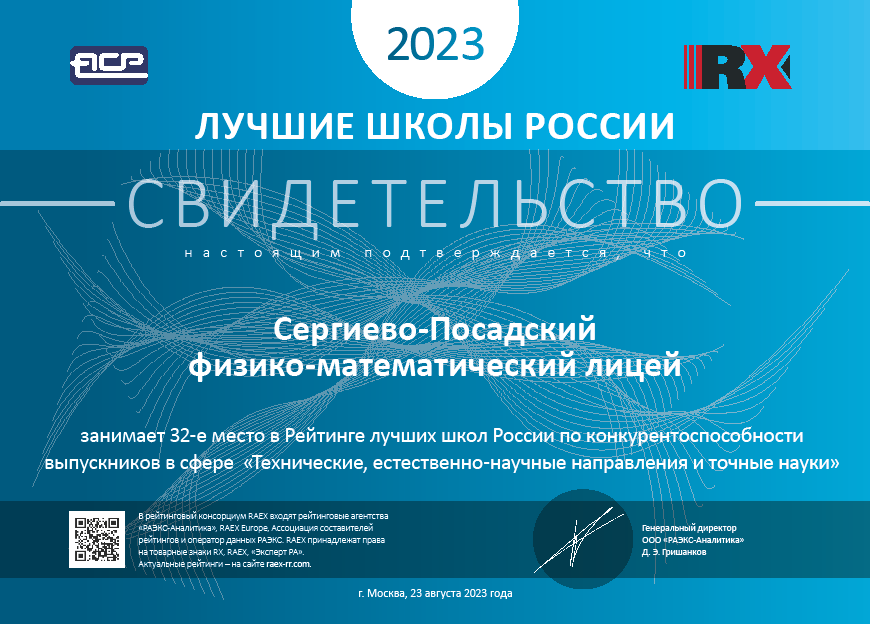 2023
АСР
RX
ЛУЧШИЕ ШКОЛЫ РОССИИ
СВИДЕТЕЛЬСТВО
настоящим подтверждается, что
Сергиево-Посадский
физико-математический лицей
занимает 32-е место в Рейтинге лучших школ России по конкурентоспособности
выпускников в сфере «Технические, естественно-научные направления и точные науки»
В рейтинговый консорциум RAEX входят рейтинговые агентства
«РАЭКС-Аналитика», RAEX Europe, Ассоциация составителей
рейтингов и оператор данных РАЭКС. RAEX принадлежат права
на товарные знаки RX, RAEX, «Эксперт РА».
Актуальные рейтинги – на сайте raex-rr.com.
Генеральный директор
ООО «РАЭКС-Аналитика»
Д. Э. Гришанков
г. Москва, 23 августа 2023 года